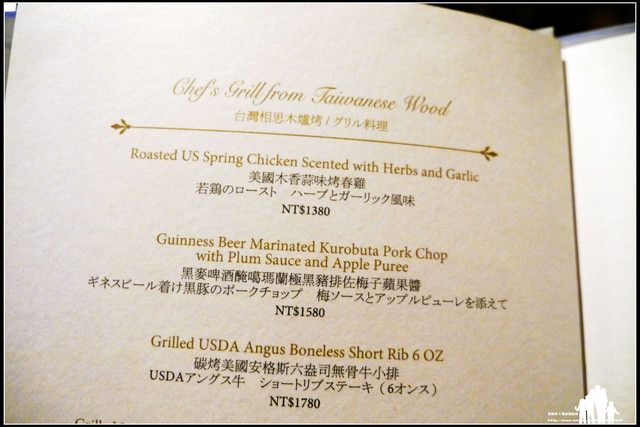 Chef's Grill from Taiwanese Wood
台灣相思木爐烤 / グリル料理
Roasted US Spring Chicken Scented with Herbs and Garlic
美國木香蒜味烤春雞
若鶏のロースト ハーブとガーリック風味
NT$1380
Guinness Beer Marinated Kurobuta Pork Chop
with Plum Sauce and Apple Puree
黑麥啤酒醃噶瑪蘭極黑豬排佐梅子蘋果醬
ギネスビール着け黒豚のポークチョップ 梅ソースとアップルピューレを添えて
NT$1580
Grilled USDA Angus Boneless Short Rib 6 OZ
碳烤美國安格斯六盎司無骨牛小排
USDAアングス牛 ショートリブステーキ（6オンス）
NT$1780